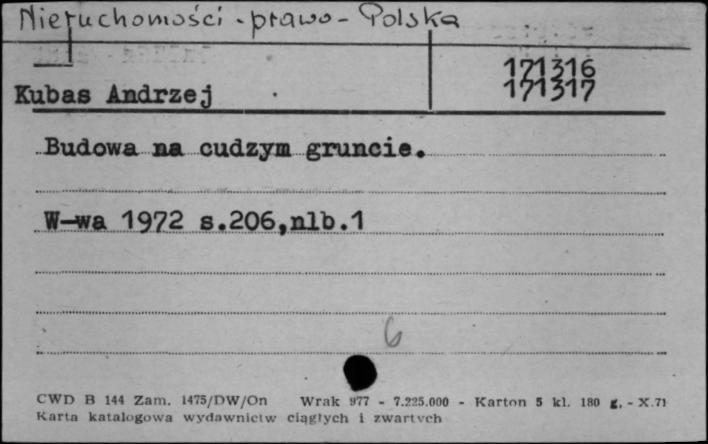 Nieruchomości - prawo - Polska
171316
171317
Kubas Andrzej
Budowa na cudzym gruncie.
W-wa 1972 s.206,nlb.1
6
CWD B 144 Zam. 1475/DW/On Wrak 977 - 7.225.000 - Karton 5 kl. 180 g. - X.71
Karta katalogowa wydawnictw ciągłych i zwartych